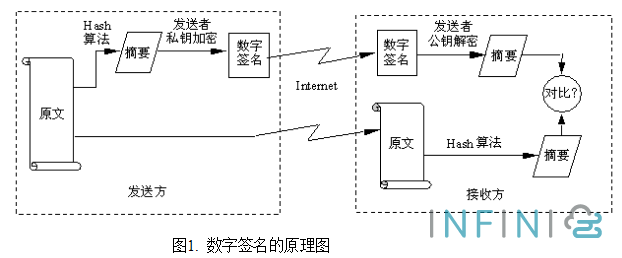 Hash
算法
摘要
发送者
私钥加密
数字
签名
原文
发送方
Internet
数字
签名
发送者
公钥解密
摘要
对比?
原文
Hash 算法
摘要
接收方
INFINI
图1. 数字签名的原理图